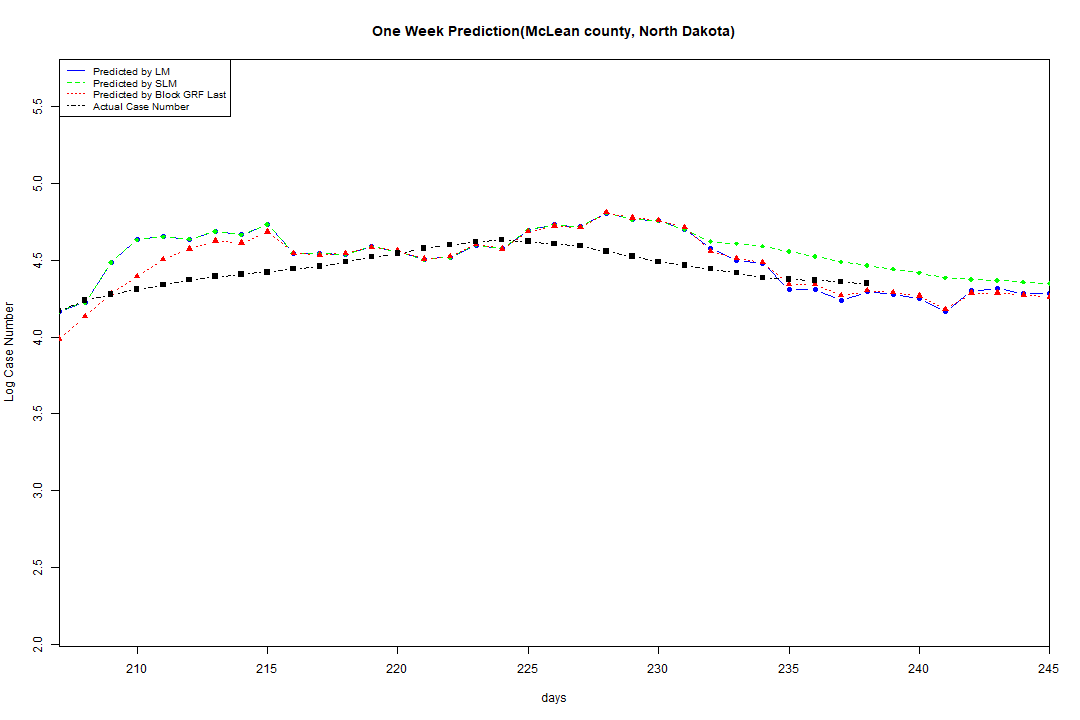 One Week Prediction(McLean county, North Dakota)
Predicted by LM
Predicted by SLM
Predicted by Block GRF Last
Actual Case Number
5.5
5.0
4.5
4.0
3.5
3.0
2.5
2.0
Log Case Number
210 215 220 225 230 235 240 245
days